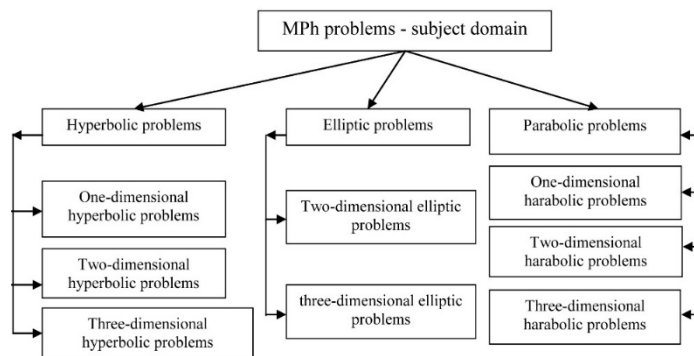 MPh problems - subject domain
Hyperbolic problems
Elliptic problems
Parabolic problems
One-dimensional
hyperbolic problems
Two-dimensional
hyperbolic problems
Three-dimensional
hyperbolic problems
Two-dimensional elliptic
problems
three-dimensional elliptic
problems
One-dimensional
harabolic problems
Two-dimensional
harabolic problems
Three-dimensional
harabolic problems